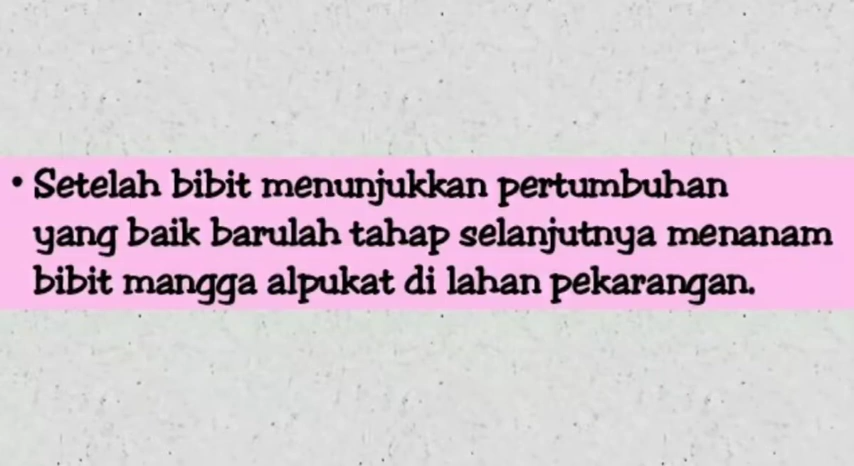 • Setelah bibit menunjukkan pertumbuhan
yang baik barulah tahap selanjutnya menanam
bibit mangga alpukat di lahan pekarangan.